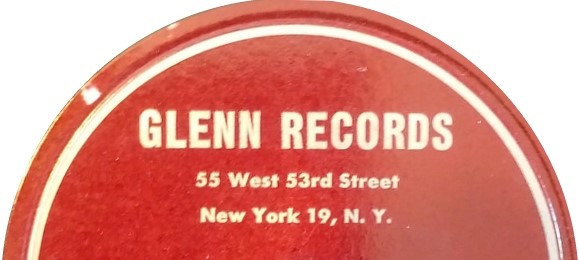 GLENN RECORDS
55 West 53rd Street
New York 19, N. Y.